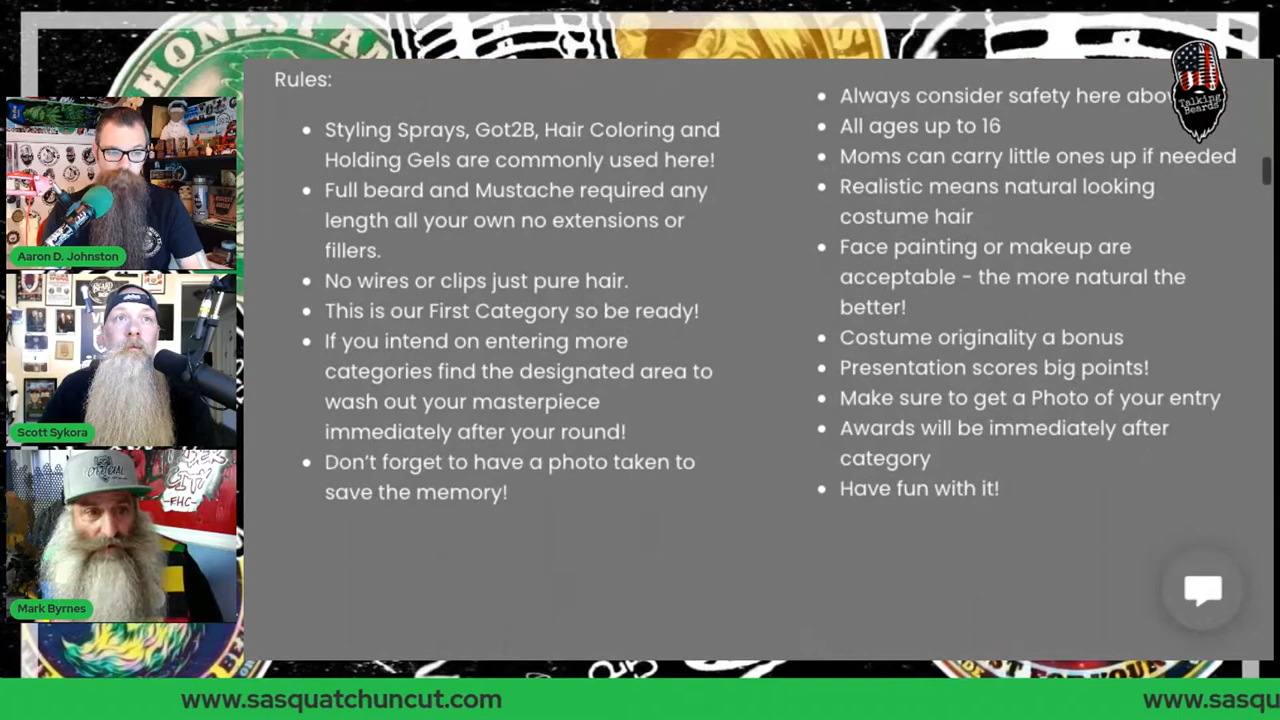 HONEST AM
Talking
Beards
Rules:
• Styling Sprays, Got2B, Hair Coloring and
Holding Gels are commonly used here!
• Full beard and Mustache required any
length all your own no extensions or
fillers.
• No wires or clips just pure hair.
• This is our First Category so be ready!
• If you intend on entering more
categories find the designated area to
wash out your masterpiece
immediately after your round!
• Don't forget to have a photo taken to
save the memory!
• Always consider safety here abov
• All ages up to 16
• Moms can carry little ones up if needed
• Realistic means natural looking
costume hair
• Face painting or makeup are
acceptable - the more natural the
better!
• Costume originality a bonus
• Presentation scores big points!
• Make sure to get a Photo of your entry
• Awards will be immediately after
category
• Have fun with it!
Aaron D. Johnston
Scott Sykora
OFFICIAL
CITY
-FHC-
Mark Byrnes
www.sasquatchuncut.com
www.sasqu